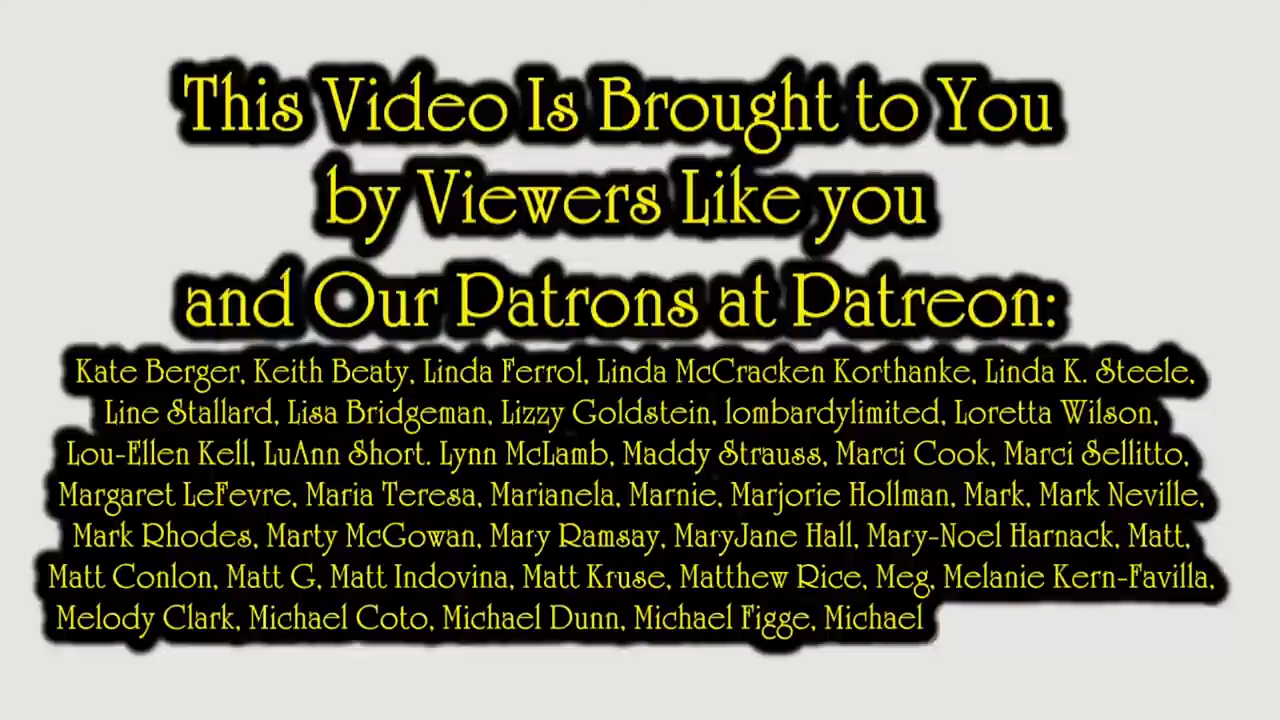 This Video Is Brought to You
by Viewers Like you
and Our Patrons at Patreon:
Kate Berger, Keith Beaty, Linda Ferrol, Linda McCracken Korthanke, Linda K. Steele,
Line Stallard, Lisa Bridgeman, Lizzy Goldstein, lombardylimited, Loretta Wilson,
Lou-Ellen Kell, LuAnn Short. Lynn McLamb, Maddy Strauss, Marci Cook, Marci Sellitto,
Margaret LeFevre, Maria Teresa, Marianela, Marnie, Marjorie Hollman, Mark, Mark Neville,
Mark Rhodes, Marty McGowan, Mary Ramsay, MaryJane Hall, Mary-Noel Harnack, Matt,
Matt Conlon, Matt G, Matt Indovina, Matt Kruse, Matthew Rice, Meg, Melanie Kern-Favilla,
Melody Clark, Michael Coto, Michael Dunn, Michael Figge, Michael